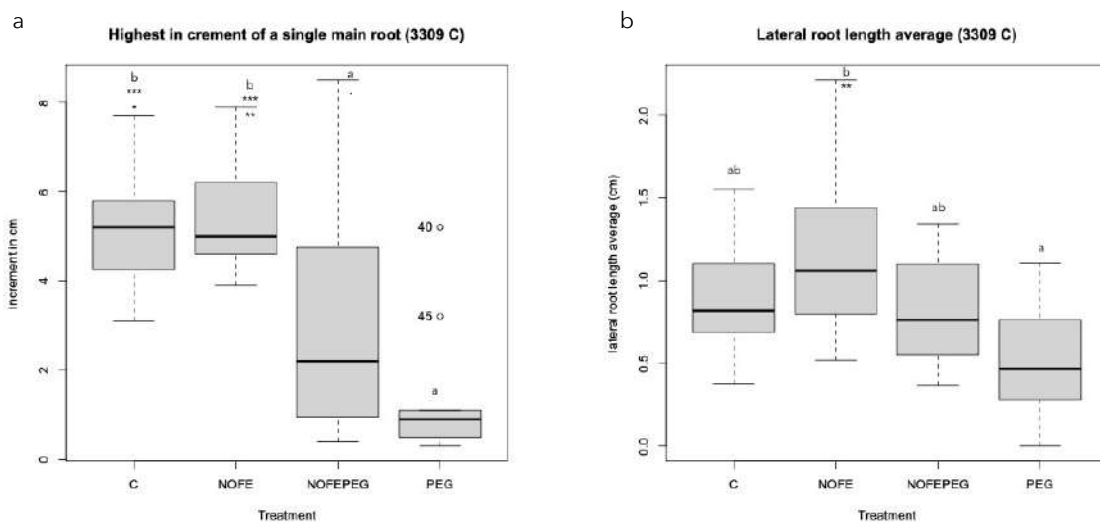 a
Highest in crement of a single main root (3309 C)
increment in cm
8
6
4
2
0
b
***
*
b
***
**
a
.
40
45
a
C
NOFE
NOFEPEG
PEG
Treatment
b
Lateral root length average (3309 C)
lateral root length average (cm)
2.0
1.5
1.0
0.5
0.0
ab
b
**
ab
a
C
NOFE
NOFEPEG
PEG
Treatment